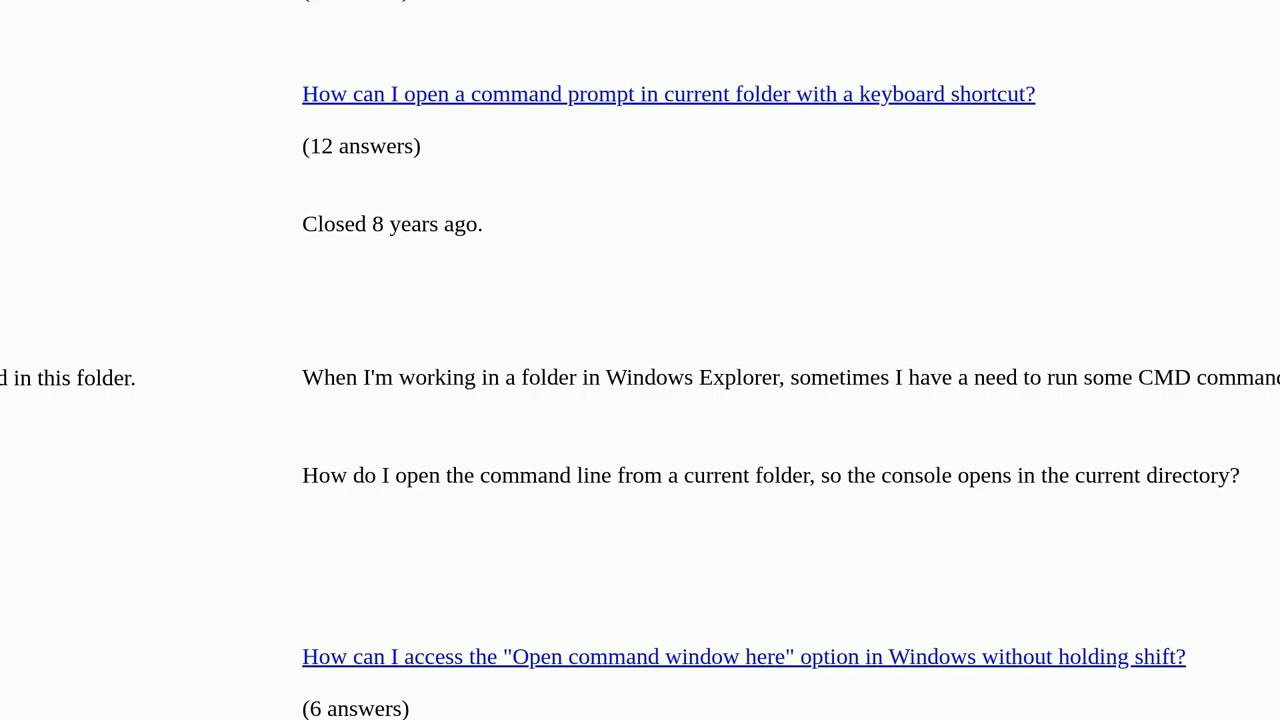 How can I open a command prompt in current folder with a keyboard shortcut?
(12 answers)
Closed 8 years ago.
in this folder.
When I'm working in a folder in Windows Explorer, sometimes I have a need to run some CMD
How do I open the command line from a current folder, so the console opens in the current directory?
How can I access the "Open command window here" option in Windows without holding shift?
(6 answers)